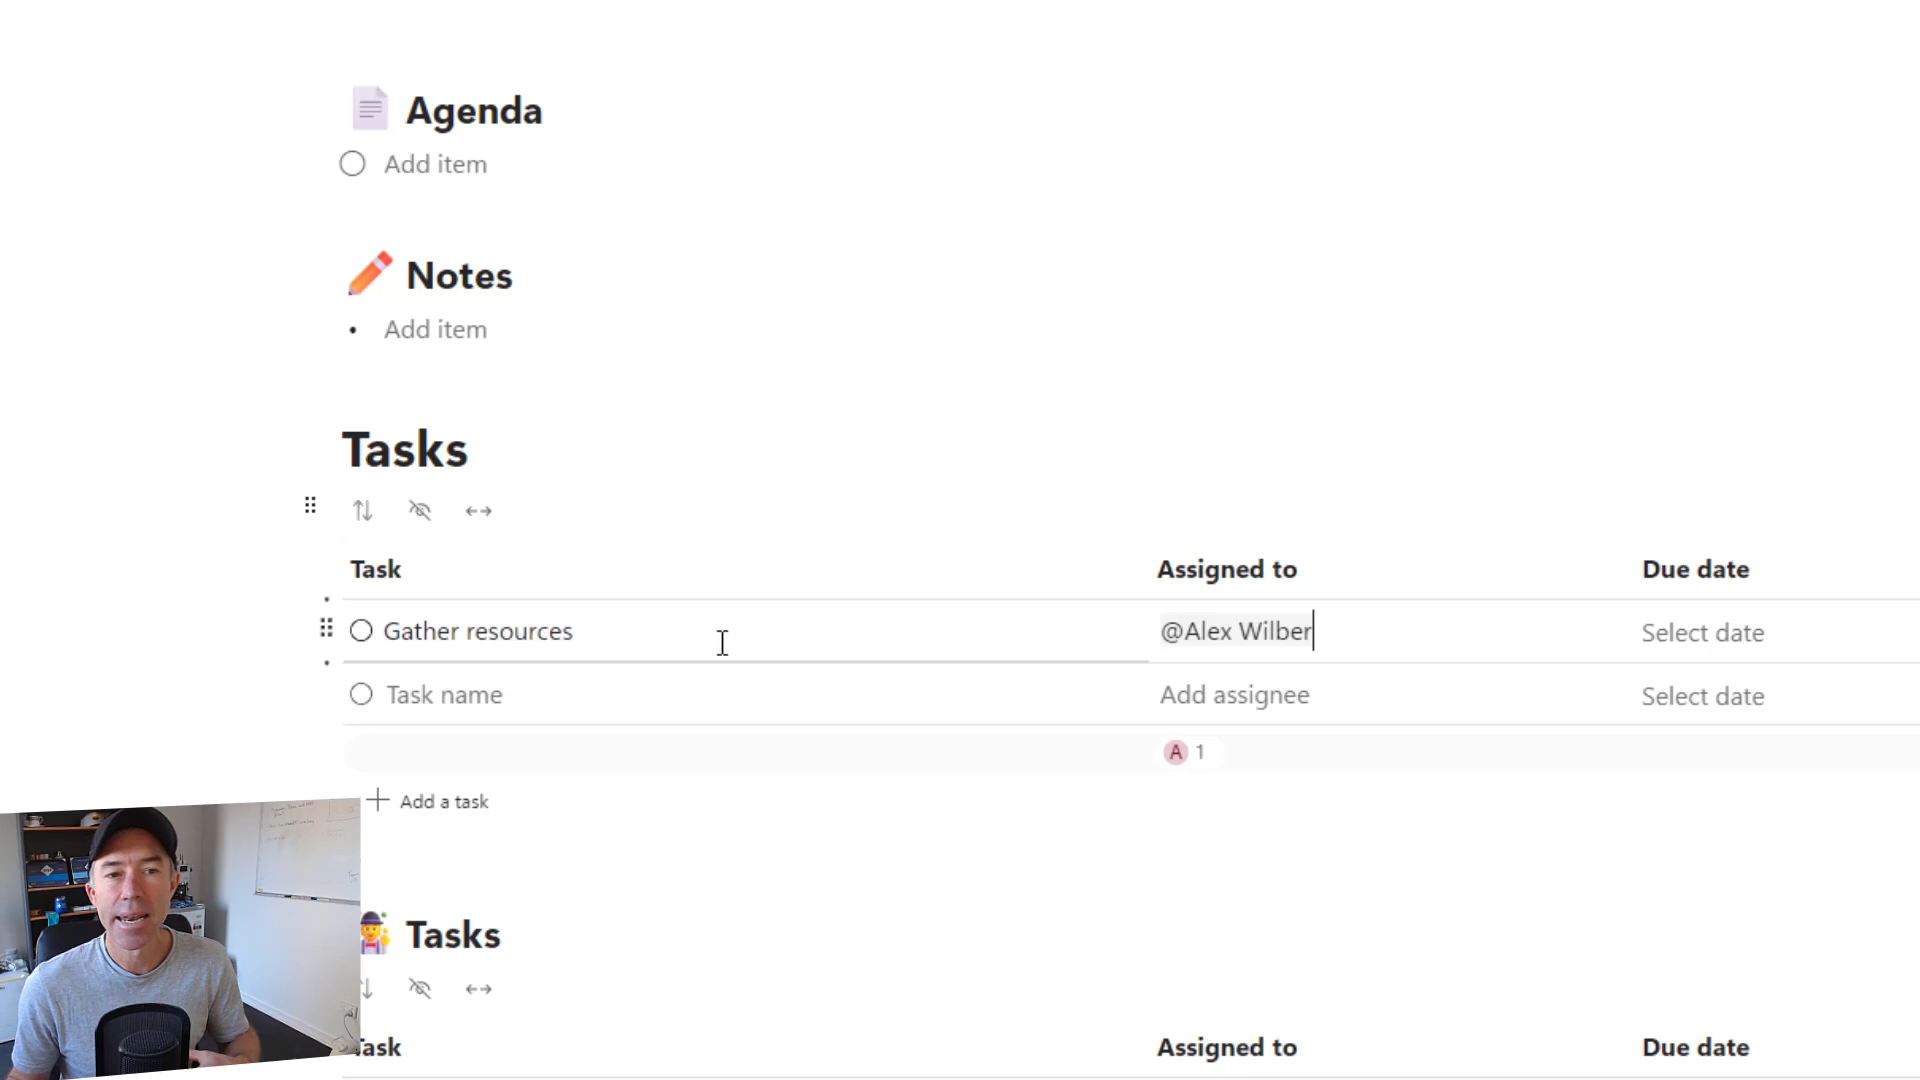 Agenda
Add item
Notes
Add item
Tasks
Task Assigned to Due date
Gather resources @Alex Wilber Select date
Task name Add assignee Select date
A 1
Add a task
Tasks
Task Assigned to Due date